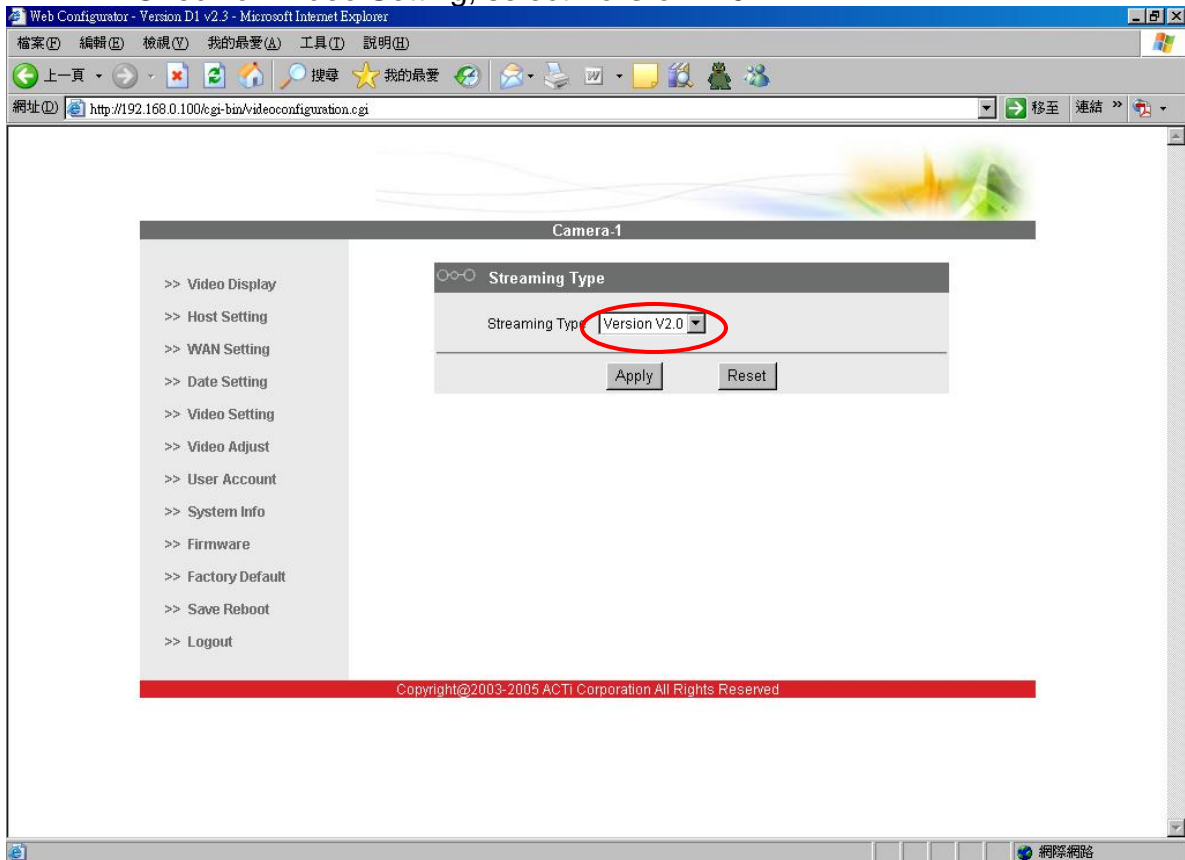 Web Configurator - Version D1 v2.3 - Microsoft Internet Explorer
檔案(F) 編輯(E) 檢視(V) 我的最愛(A) 工具(T) 說明(H)
上一頁 搜尋 我的最愛
網址(D) http://192.168.0.100/cgi-bin/videoconfiguration.cgi 移至 連結 »
Camera-1
>> Video Display
>> Host Setting
>> WAN Setting
>> Date Setting
>> Video Setting
>> Video Adjust
>> User Account
>> System Info
>> Firmware
>> Factory Default
>> Save Reboot
>> Logout
Streaming Type
Streaming Type Version V2.0
Apply Reset
Copyright@2003-2005 ACTi Corporation All Rights Reserved
網際網路